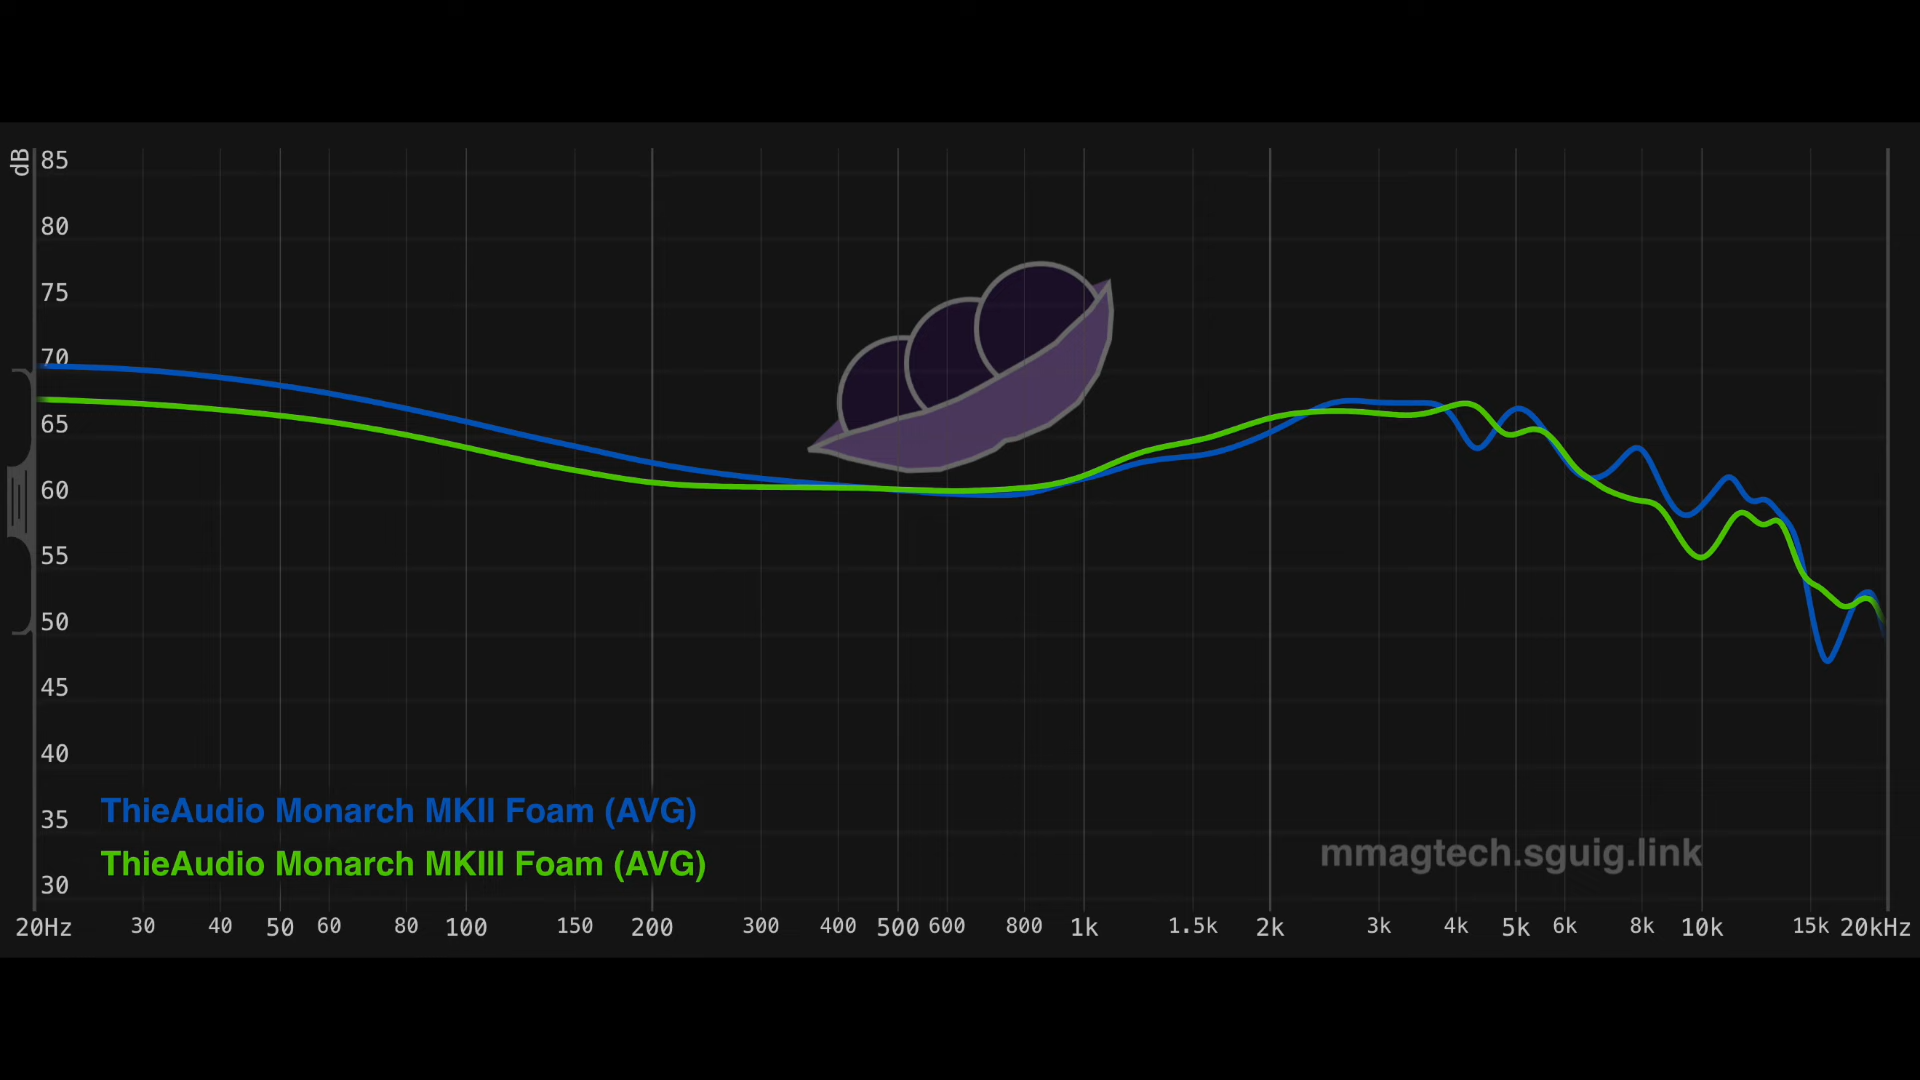 dB
85
80
75
70
65
60
55
50
45
40
35
30
ThieAudio Monarch MKII Foam (AVG)
ThieAudio Monarch MKIII Foam (AVG)
mmagtech.squig.link
20Hz 30 40 50 60 80 100 150 200 300 400 500 600 800 1k 1.5k 2k 3k 4k 5k 6k 8k 10k 15k 20kHz